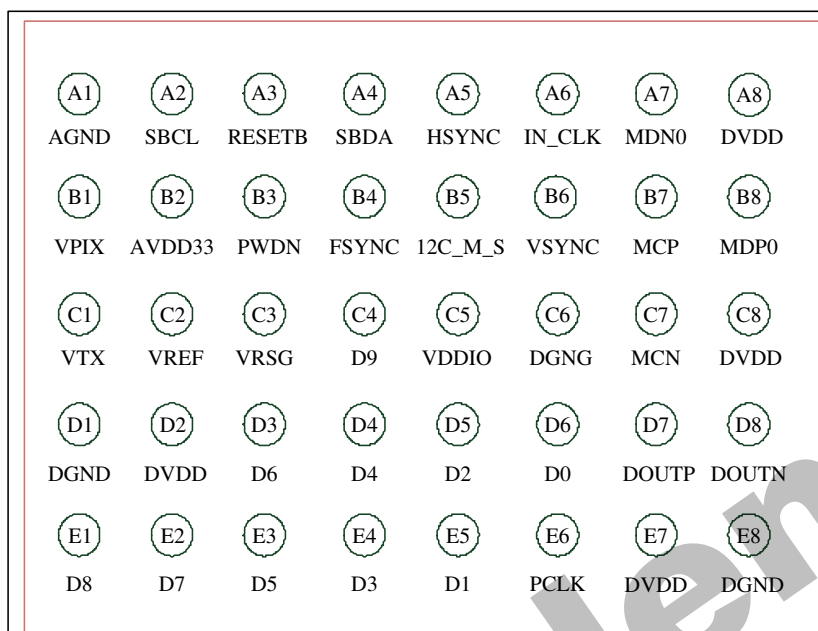 A1 A2 A3 A4 A5 A6 A7 A8
AGND SBCL RESETB SBDA HSYNC IN_CLK MDN0 DVDD
B1 B2 B3 B4 B5 B6 B7 B8
VPIX AVDD33 PWDN FSYNC 12C_M_S VSYNC MCP MDP0
C1 C2 C3 C4 C5 C6 C7 C8
VTX VREF VRSG D9 VDDIO DGNG MCN DVDD
D1 D2 D3 D4 D5 D6 D7 D8
DGND DVDD D6 D4 D2 D0 DOUTP DOUTN
E1 E2 E3 E4 E5 E6 E7 E8
D8 D7 D5 D3 D1 PCLK DVDD DGND